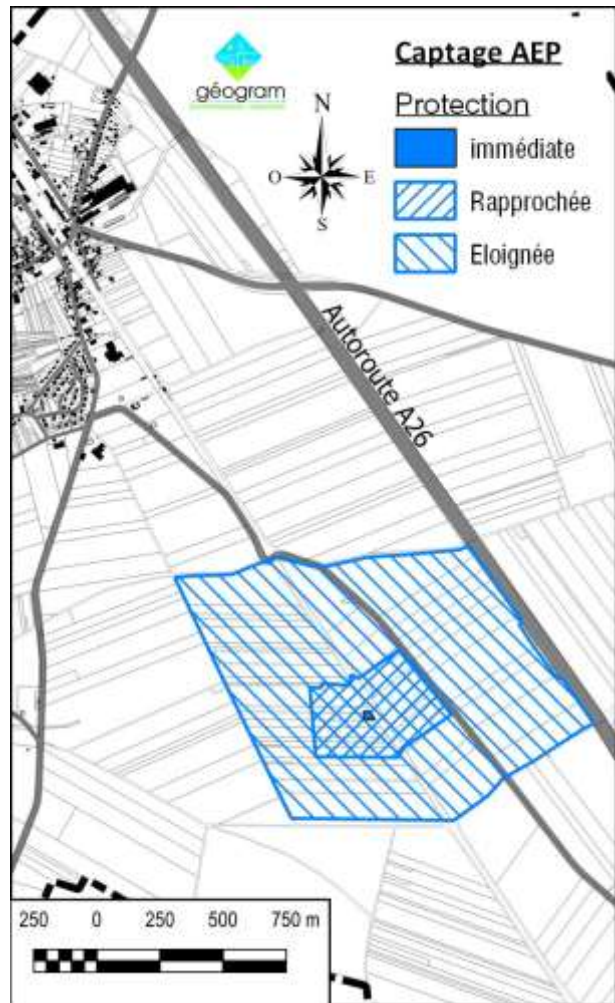 Captage AEP
Protection
immédiate
Rapprochée
Eloignée
géogram
N
O
E
S
Autoroute A26
250 0 250 500 750 m